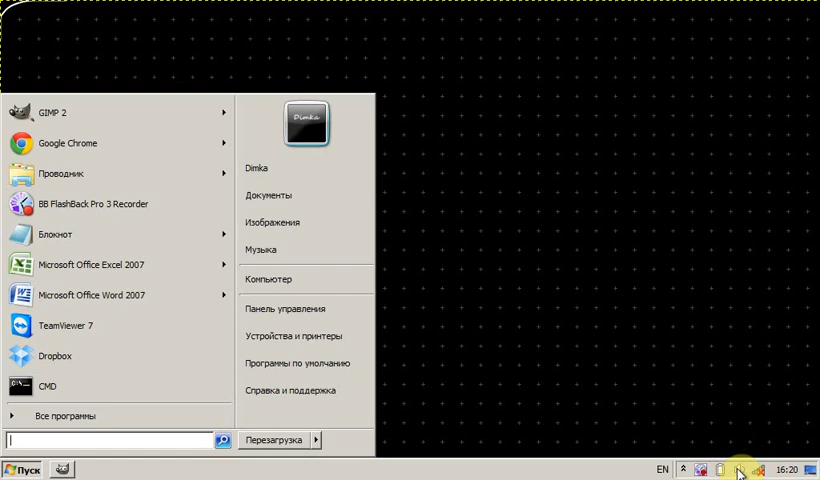 GIMP 2
Google Chrome
Проводник
BB FlashBack Pro 3 Recorder
Блокнот
Microsoft Office Excel 2007
Microsoft Office Word 2007
TeamViewer 7
Dropbox
CMD
Все программы
Dimka
Dimka
Документы
Изображения
Музыка
Компьютер
Панель управления
Устройства и принтеры
Программы по умолчанию
Справка и поддержка
Перезагрузка
Пуск
EN
16:20